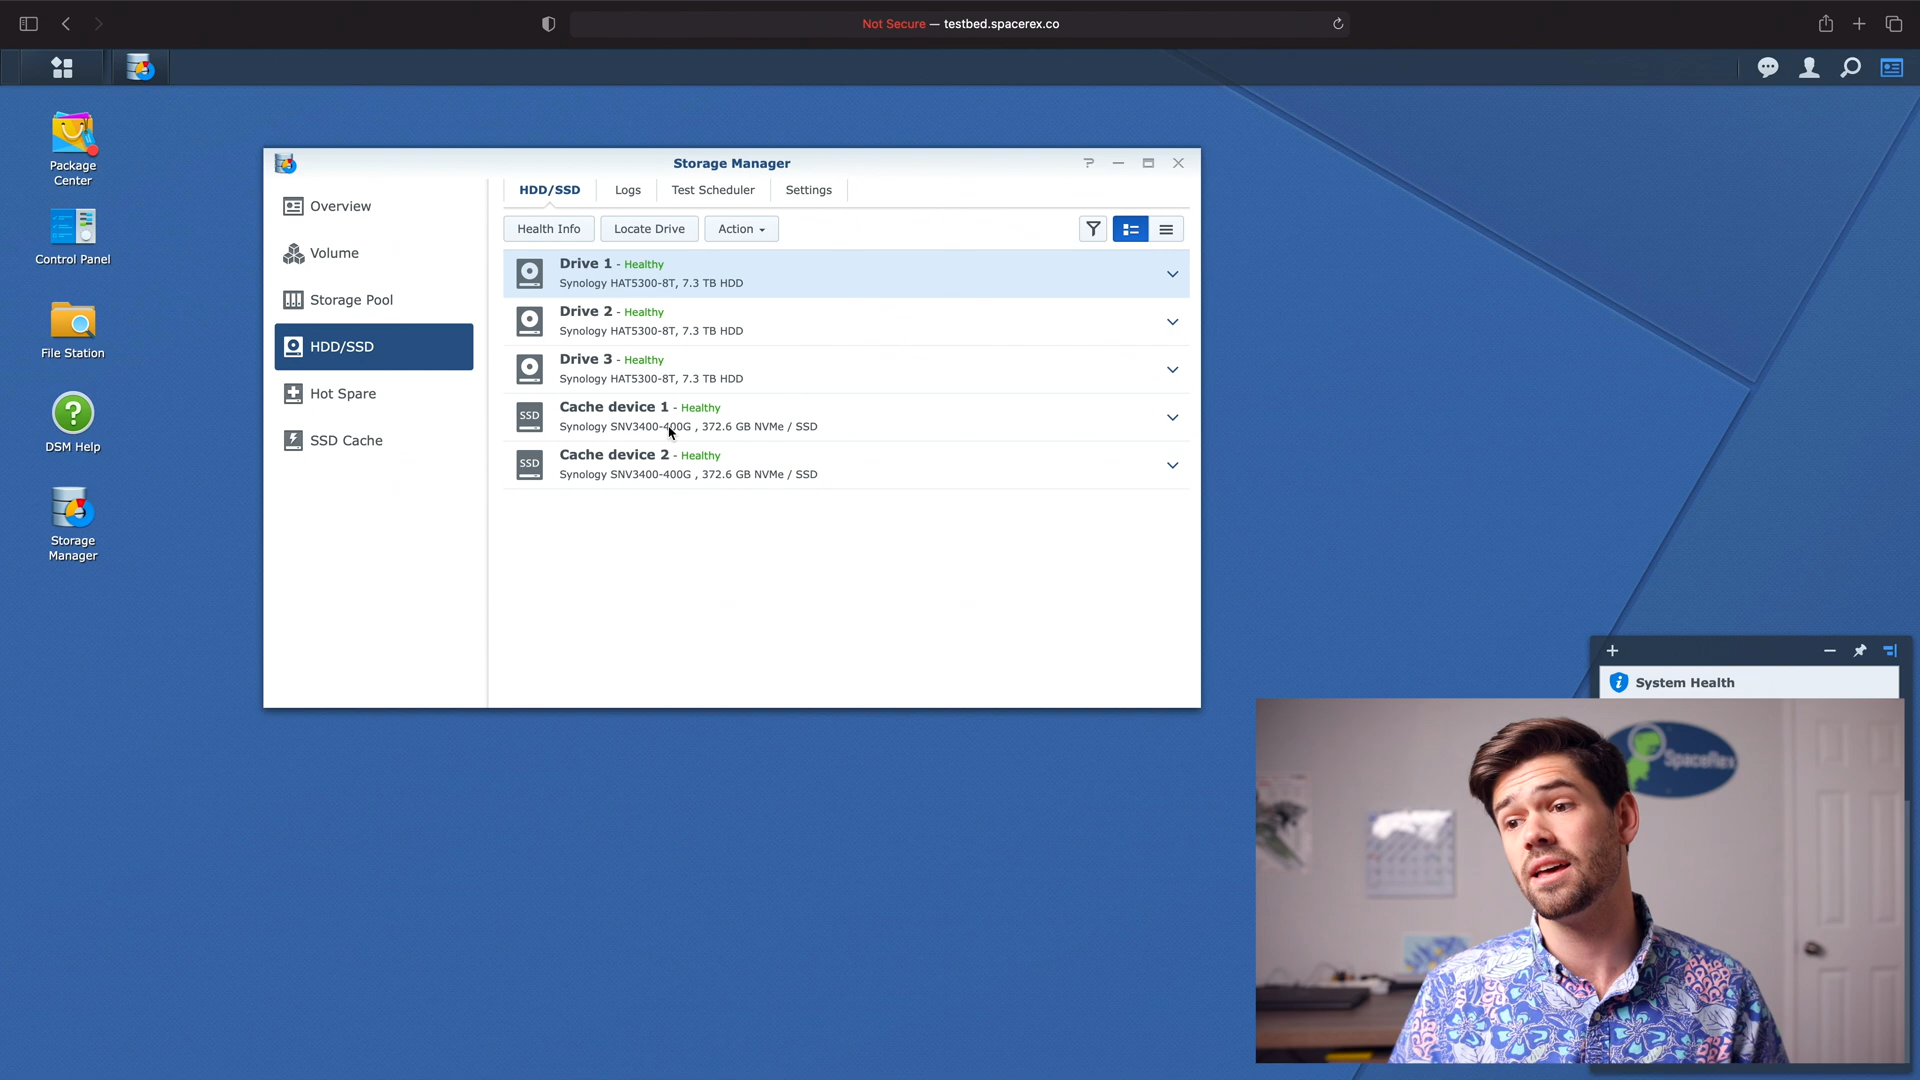 Not Secure — testbed.spacerex.co
Package
Center
Control Panel
File Station
DSM Help
Storage
Manager
Storage Manager
Overview
Volume
Storage Pool
HDD/SSD
Hot Spare
SSD Cache
HDD/SSD
Logs
Test Scheduler
Settings
Health Info
Locate Drive
Action
Drive 1 - Healthy
Synology HAT5300-8T, 7.3 TB HDD
Drive 2 - Healthy
Synology HAT5300-8T, 7.3 TB HDD
Drive 3 - Healthy
Synology HAT5300-8T, 7.3 TB HDD
SSD
Cache device 1 - Healthy
Synology SNV3400-400G , 372.6 GB NVMe / SSD
SSD
Cache device 2 - Healthy
Synology SNV3400-400G , 372.6 GB NVMe / SSD
System Health
SpaceRex